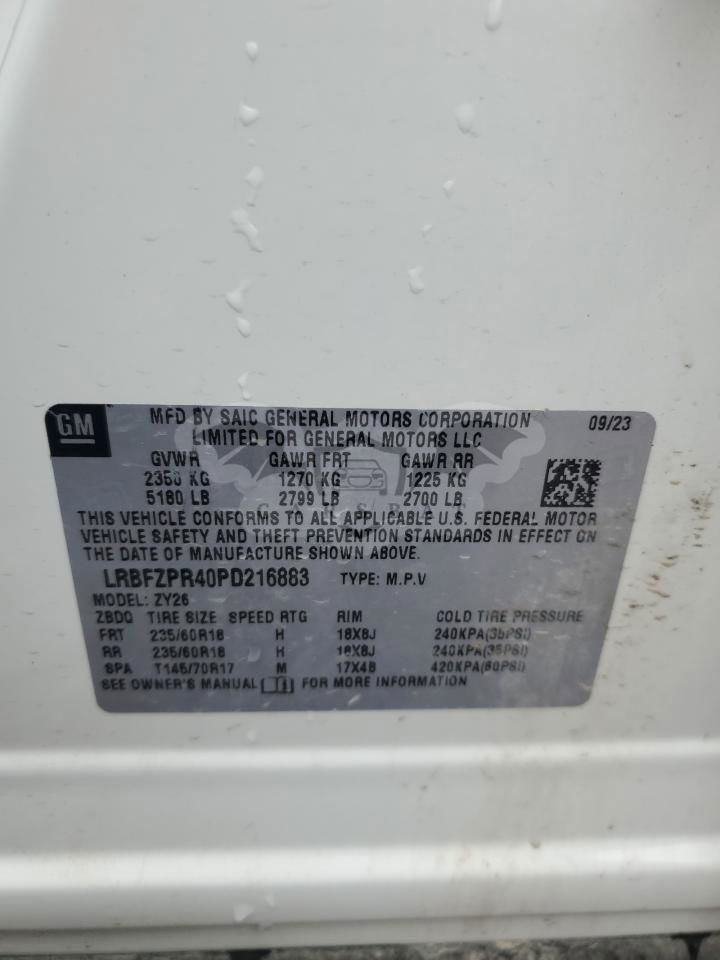 GM
MFD BY SAIC GENERAL MOTORS CORPORATION 09/23
LIMITED FOR GENERAL MOTORS LLC
GVWR GAWR FRT GAWR RR
2350 KG 1270 KG 1225 KG
5180 LB 2799 LB 2700 LB
THIS VEHICLE CONFORMS TO ALL APPLICABLE U.S. FEDERAL MOTOR
VEHICLE SAFETY AND THEFT PREVENTION STANDARDS IN EFFECT ON
THE DATE OF MANUFACTURE SHOWN ABOVE.
LRBFZPR40PD216883 TYPE: M.P.V
MODEL: ZY26
ZBDQ TIRE SIZE SPEED RTG RIM COLD TIRE PRESSURE
FRT 235/60R18 H 18X8J 240KPA(35PSI)
RR 235/60R18 H 18X8J 240KPA(35PSI)
SPA T145/70R17 M 17X4B 420KPA(60PSI)
SEE OWNER'S MANUAL FOR MORE INFORMATION